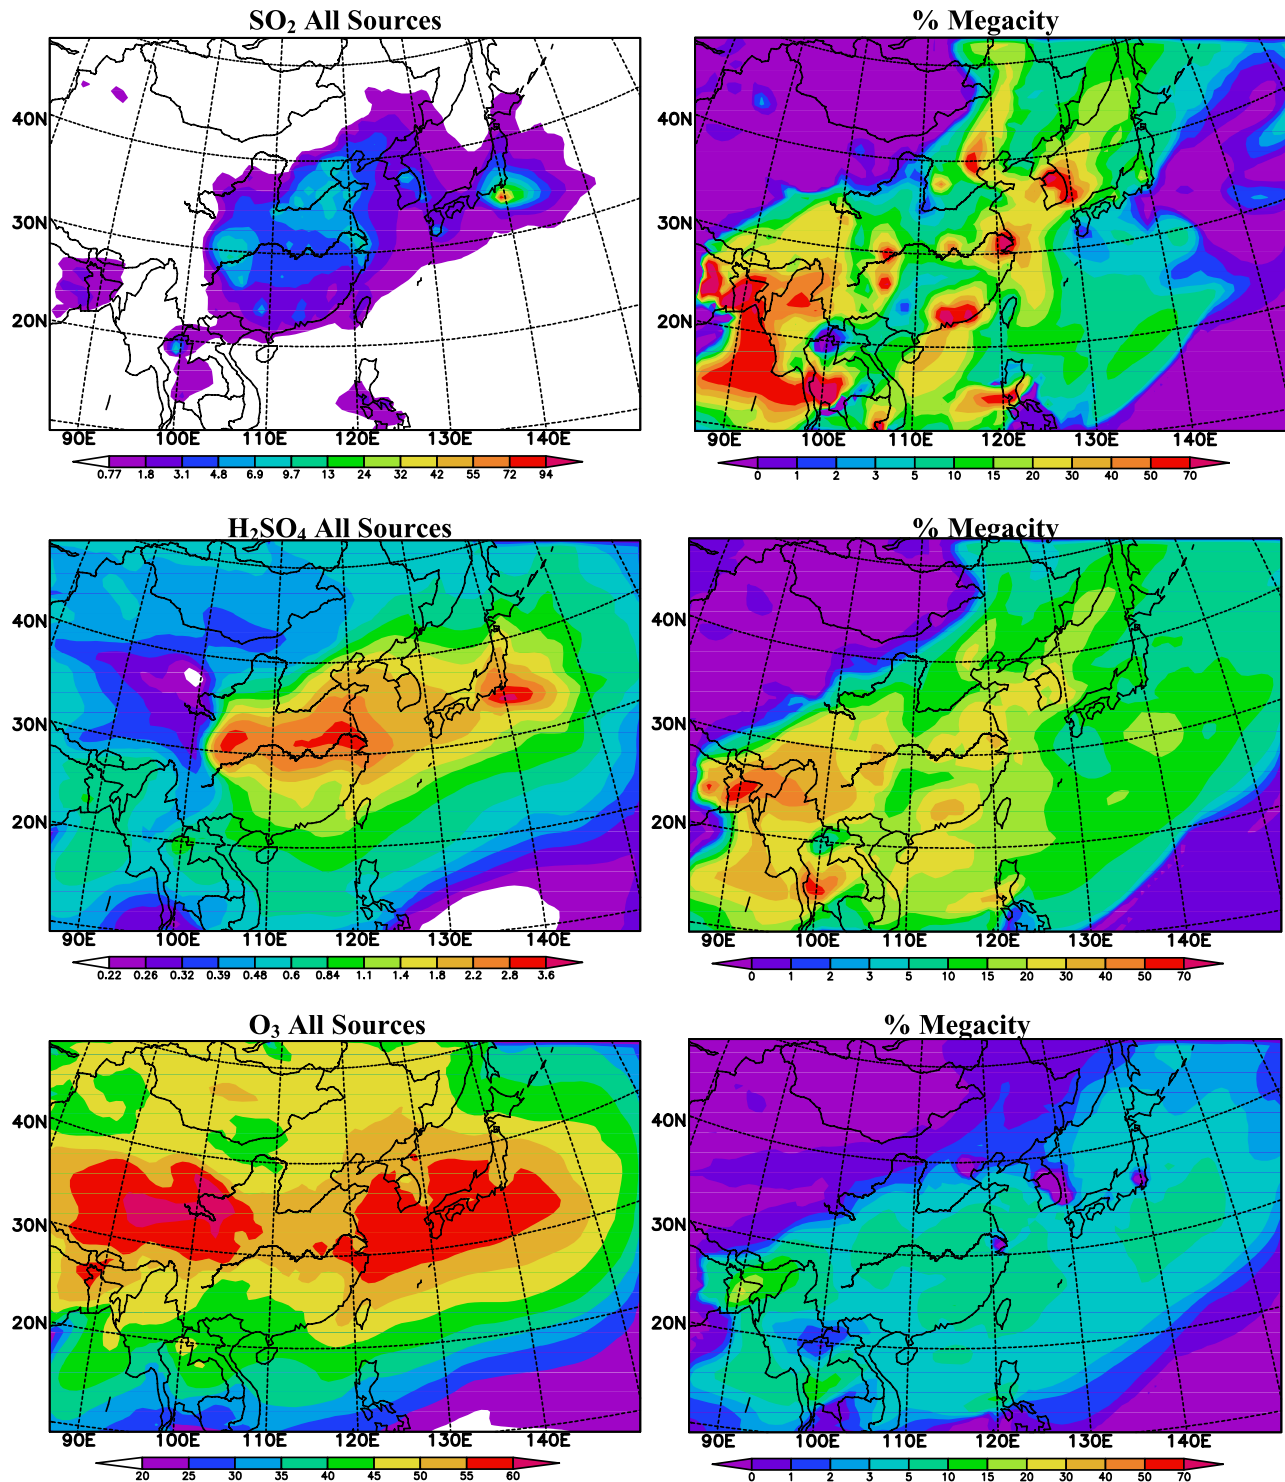 SO₂ All Sources
% Megacity
40N
30N
20N
90E 100E 110E 120E 130E 140E
0.77 1.8 3.1 4.8 6.9 9.7 13 24 32 42 55 72 94
40N
30N
20N
90E 100E 110E 120E 130E 140E
0 1 2 3 5 10 15 20 30 40 50 70
H₂SO₄ All Sources
% Megacity
40N
30N
20N
90E 100E 110E 120E 130E 140E
0.22 0.26 0.32 0.39 0.48 0.6 0.84 1.1 1.4 1.8 2.2 2.8 3.6
40N
30N
20N
90E 100E 110E 120E 130E 140E
0 1 2 3 5 10 15 20 30 40 50 70
O₃ All Sources
% Megacity
40N
30N
20N
90E 100E 110E 120E 130E 140E
20 25 30 35 40 45 50 55 60
40N
30N
20N
90E 100E 110E 120E 130E 140E
0 1 2 3 5 10 15 20 30 40 50 70